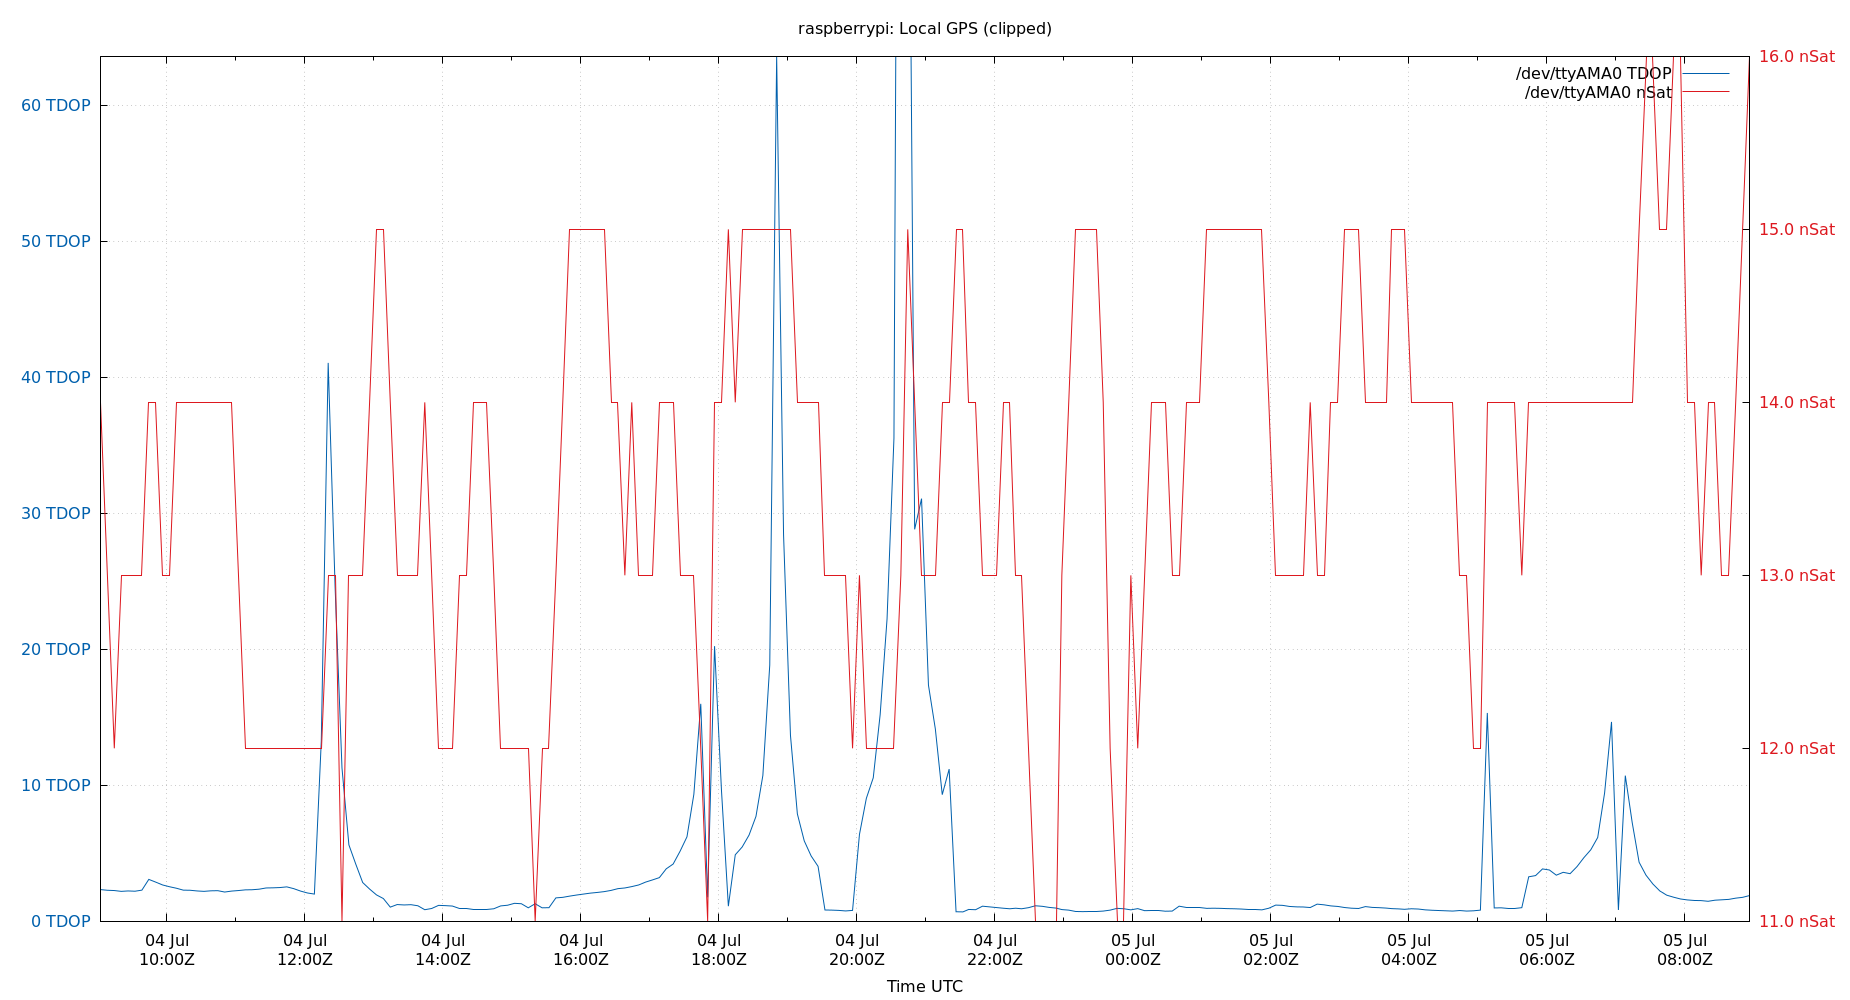 raspberrypi: Local GPS (clipped)
16.0 nSat
/dev/ttyAMA0 TDOP
/dev/ttyAMA0 nSat
60 TDOP
50 TDOP
15.0 nSat
40 TDOP
14.0 nSat
30 TDOP
13.0 nSat
20 TDOP
12.0 nSat
10 TDOP
0 TDOP
11.0 nSat
04 Jul 04 Jul 04 Jul 04 Jul 04 Jul 04 Jul 04 Jul 05 Jul 05 Jul 05 Jul 05 Jul 05 Jul
10:00Z 12:00Z 14:00Z 16:00Z 18:00Z 20:00Z 22:00Z 00:00Z 02:00Z 04:00Z 06:00Z 08:00Z
Time UTC